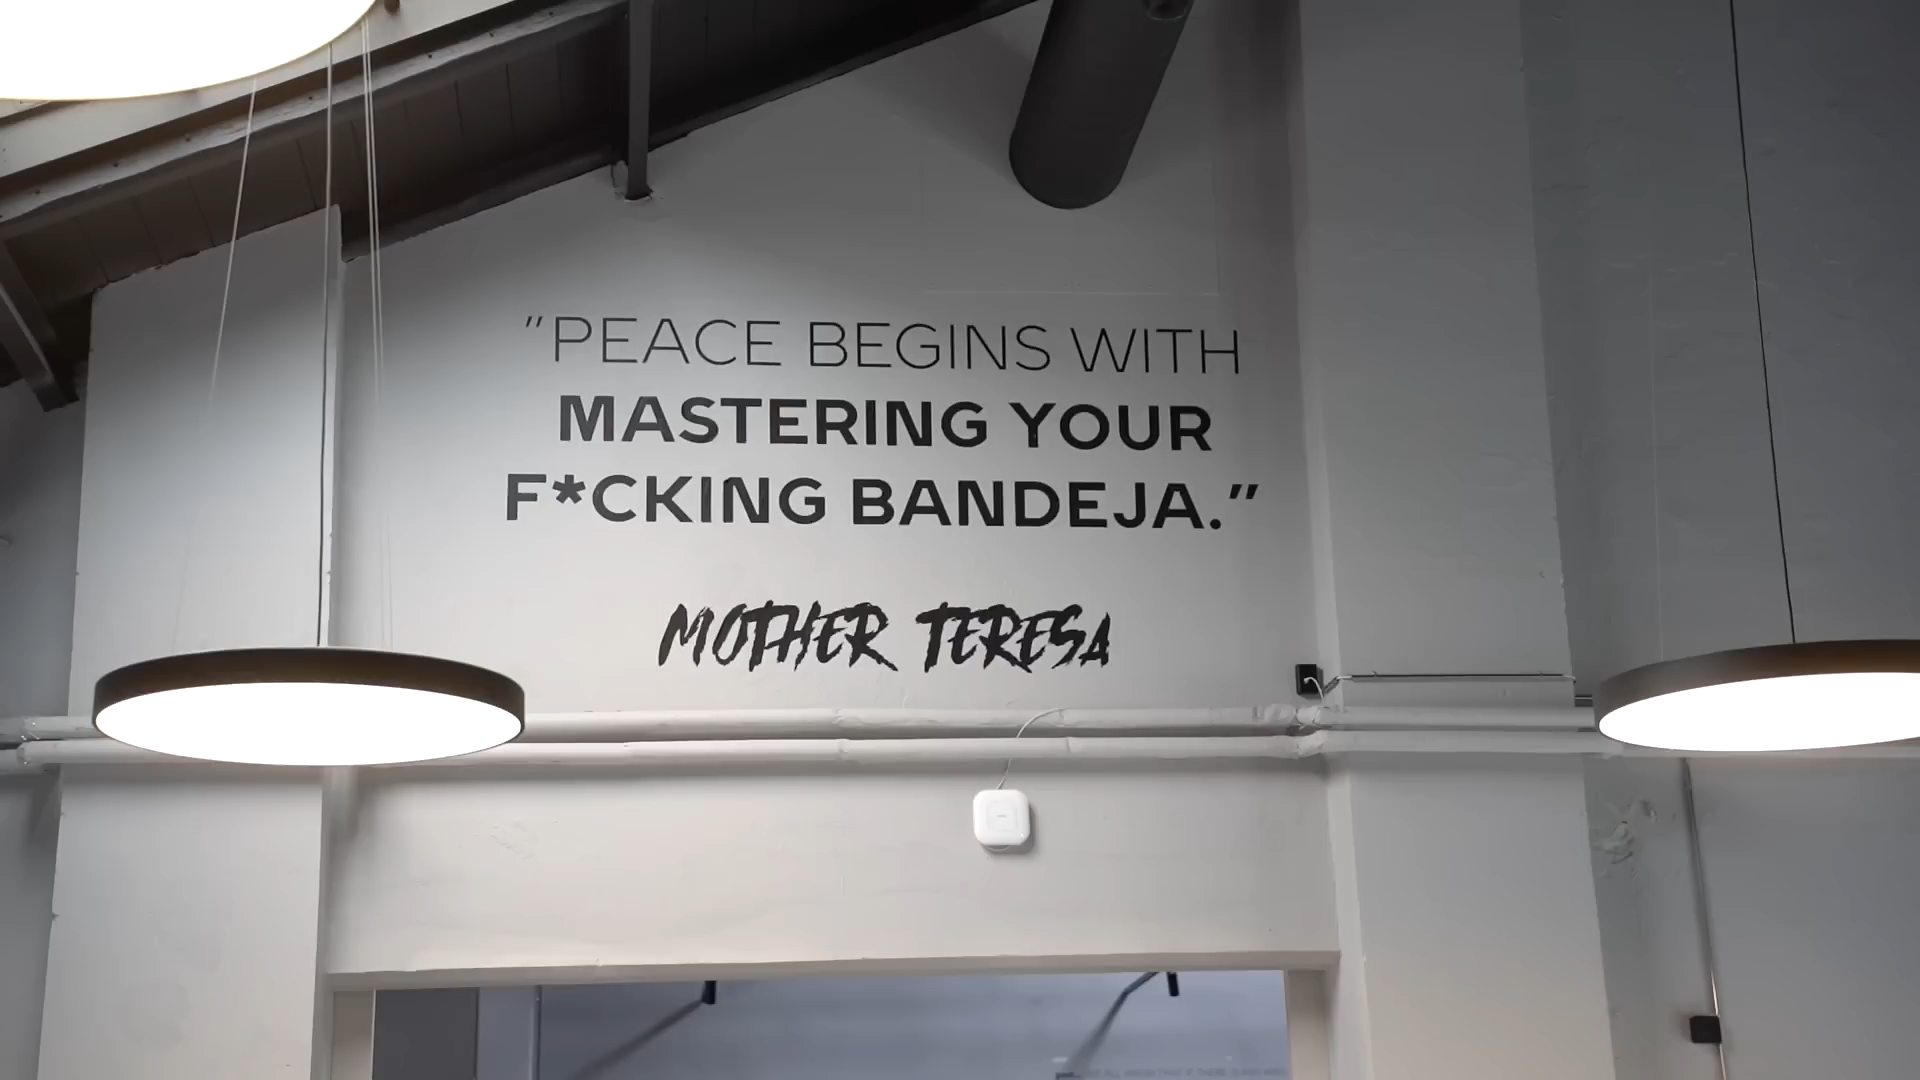 "PEACE BEGINS WITH
MASTERING YOUR
F*CKING BANDEJA."
MOTHER TERESA